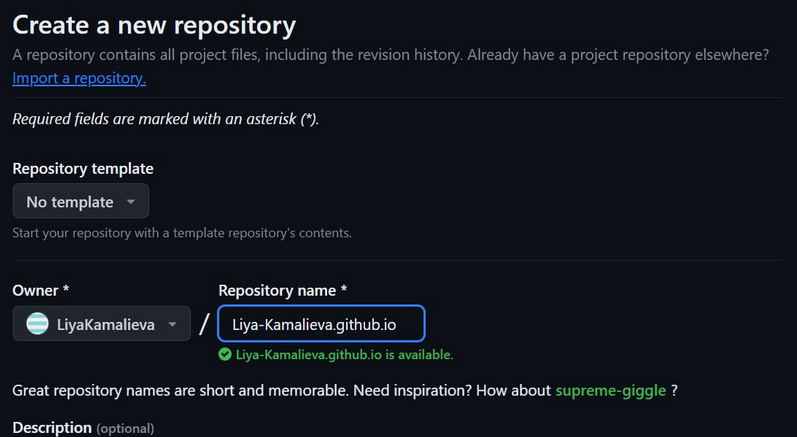 Create a new repository
A repository contains all project files, including the revision history. Already have a project repository elsewhere?
Import a repository.
Required fields are marked with an asterisk (*).
Repository template
No template
Start your repository with a template repository's contents.
Owner *
Repository name *
LiyaKamalieva
/
Liya-Kamalieva.github.io
Liya-Kamalieva.github.io is available.
Great repository names are short and memorable. Need inspiration? How about supreme-giggle ?
Description (optional)